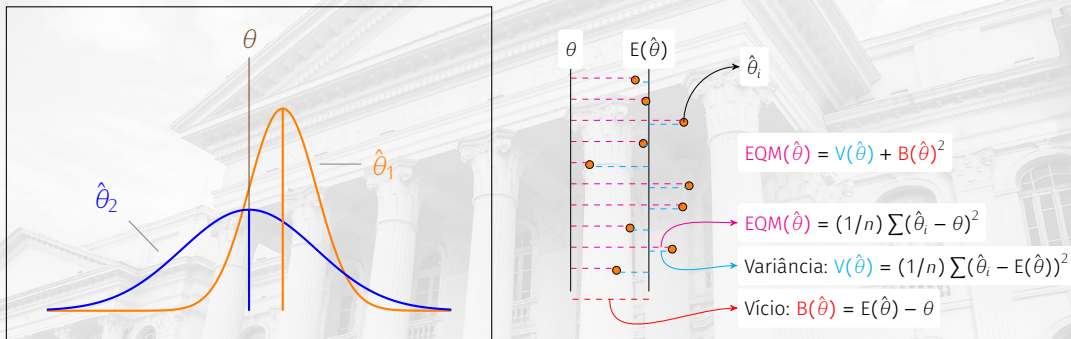 θ
θ̂₁
θ̂₂
θ
E(θ̂)
θ̂ᵢ
EQM(θ̂) = V(θ̂) + B(θ̂)²
EQM(θ̂) = (1/n) ∑(θ̂ᵢ − θ)²
Variância: V(θ̂) = (1/n) ∑(θ̂ᵢ − E(θ̂))²
Vício: B(θ̂) = E(θ̂) − θ